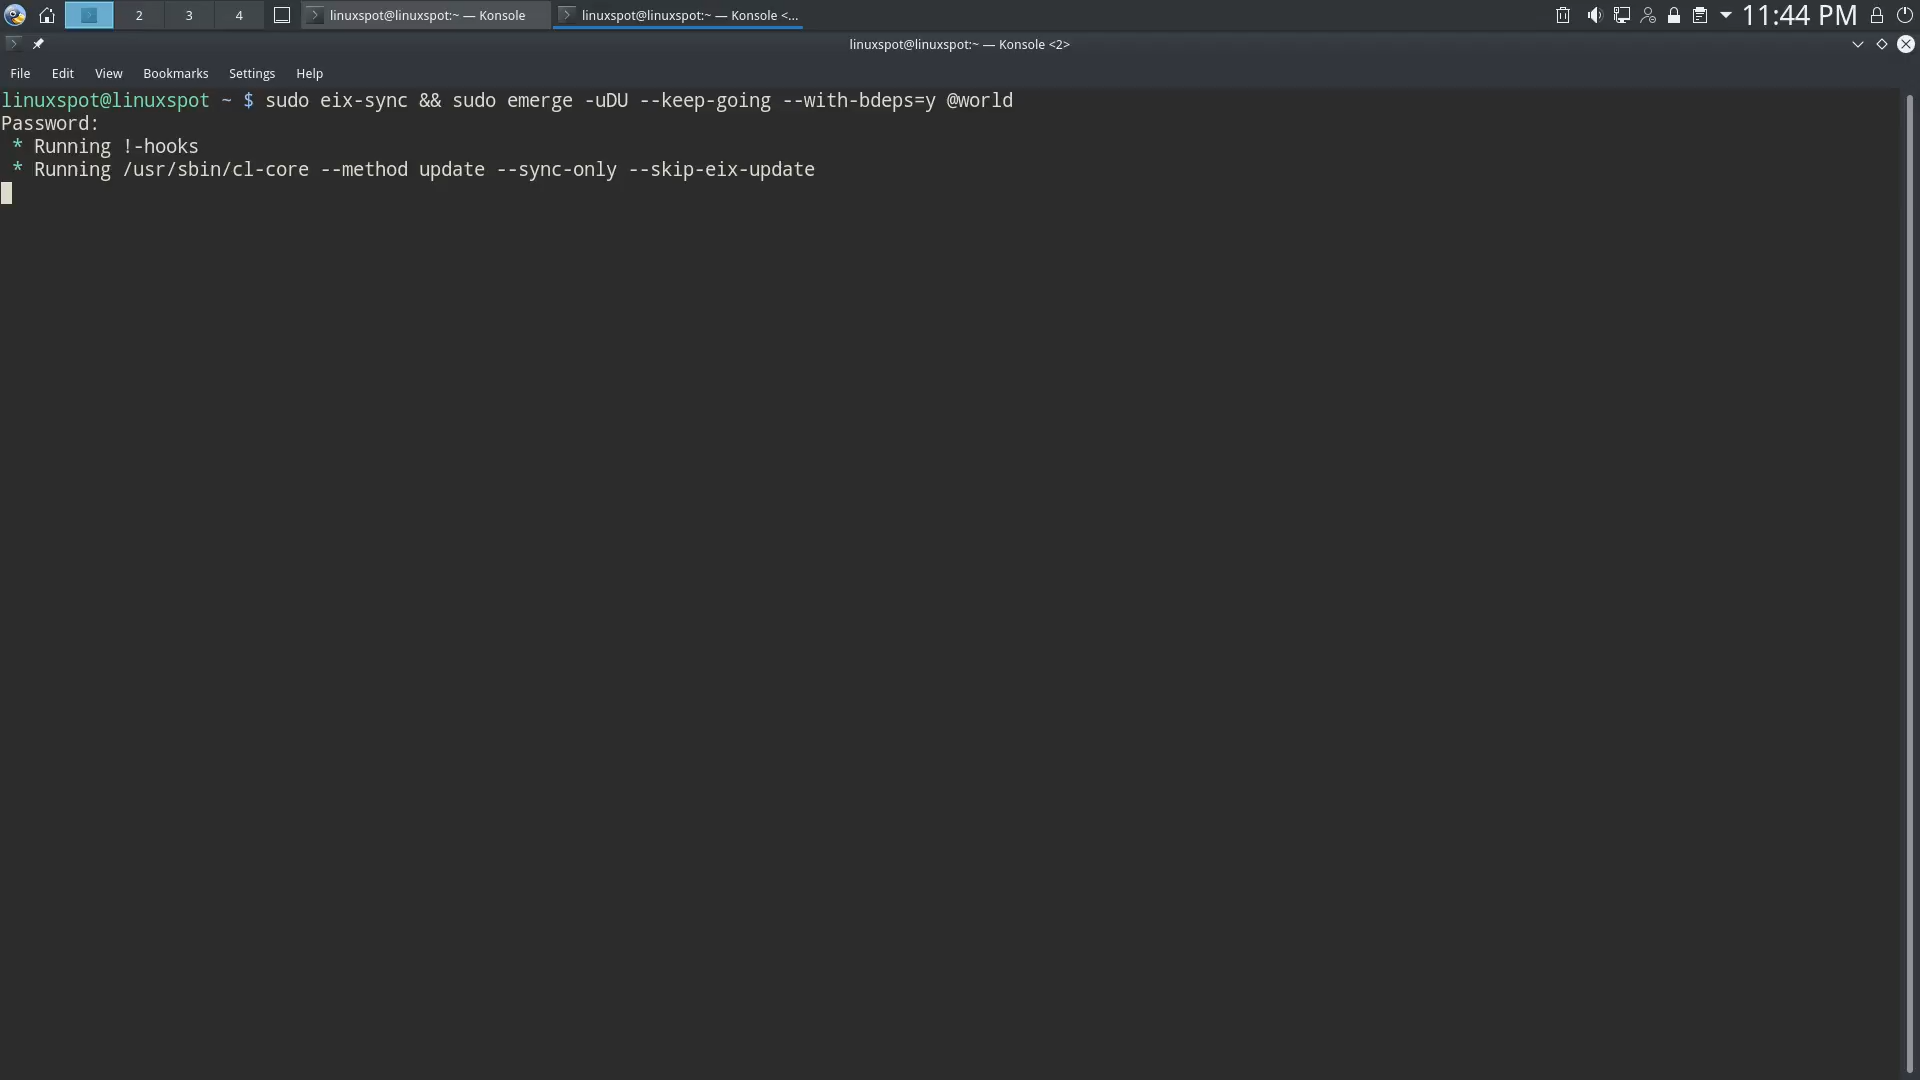 2
3
4
linuxspot@linuxspot:~ — Konsole
linuxspot@linuxspot:~ — Konsole <...
11:44 PM
linuxspot@linuxspot:~ — Konsole <2>
File Edit View Bookmarks Settings Help
linuxspot@linuxspot ~ $ sudo eix-sync && sudo emerge -uDU --keep-going --with-bdeps=y @world
Password:
 * Running !-hooks
 * Running /usr/sbin/cl-core --method update --sync-only --skip-eix-update